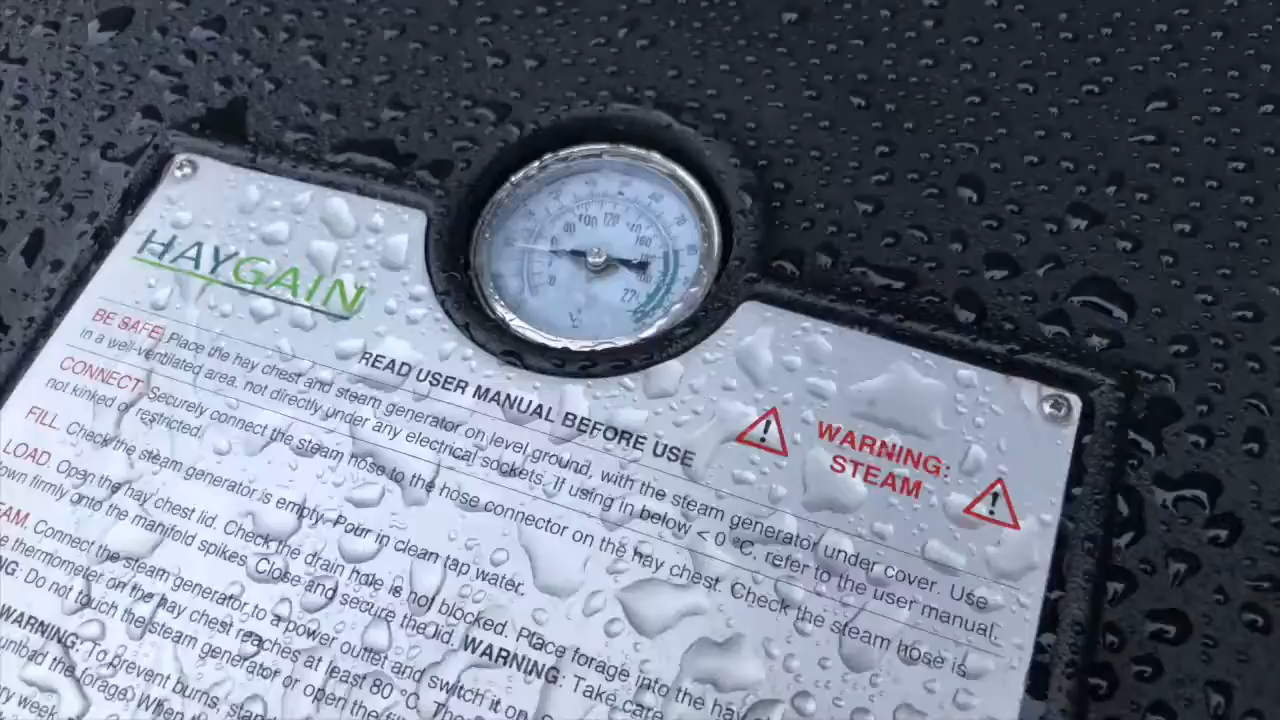 HAYGAIN
READ USER MANUAL BEFORE USE
WARNING:
STEAM
BE SAFE. Place the hay chest and steam generator on level ground, with the steam generator under cover. Use
in a well-ventilated area, not directly under any electrical sockets. If using in below < 0 °C, refer to the user manual.
CONNECT. Securely connect the steam hose to the hose connector on the hay chest. Check the steam hose is
not kinked or restricted.
FILL. Check the steam generator is empty. Pour in clean tap water.
LOAD. Open the hay chest lid. Check the drain hole is not blocked. Place forage into the hay
down firmly onto the manifold spikes. Close and secure the lid. WARNING: Take care
EAM. Connect the steam generator to a power outlet and switch it on.
e thermometer on the hay chest reaches at least 80 °C.
NG: Do not touch the steam generator or open the
WARNING: To prevent burns,
the forage. When
ry week